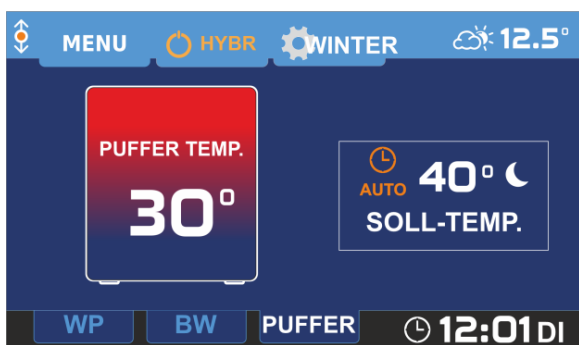 MENU HYBR WINTER 12.5°
PUFFER TEMP.
30°
AUTO 40°
SOLL-TEMP.
WP BW PUFFER 12:01 DI